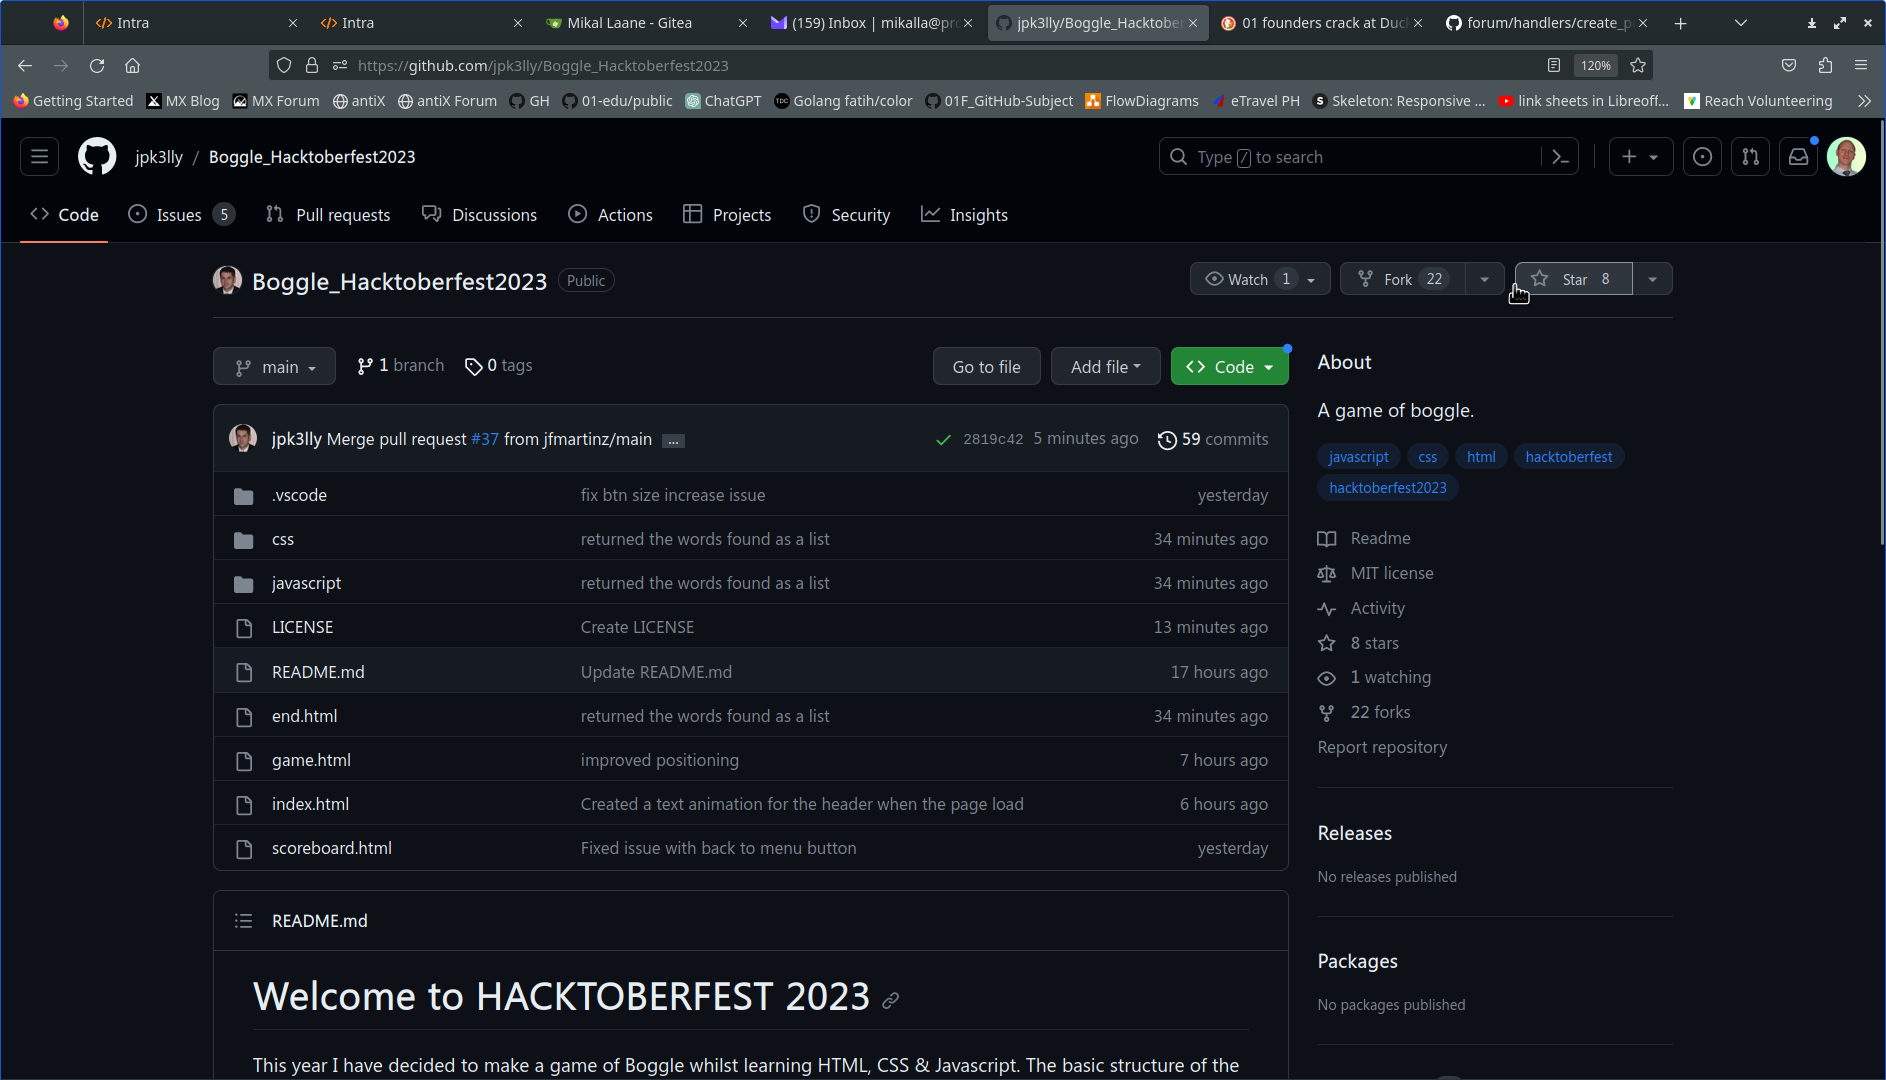 Intra
Intra
Mikal Laane - Gitea
(159) Inbox | mikalla@pro
jpk3lly/Boggle_Hacktober
01 founders crack at Duck
forum/handlers/create_p
https://github.com/jpk3lly/Boggle_Hacktoberfest2023
120%
Getting Started
MX Blog
MX Forum
antiX
antiX Forum
GH
01-edu/public
ChatGPT
Golang fatih/color
01F_GitHub-Subject
FlowDiagrams
eTravel PH
Skeleton: Responsive ...
link sheets in Libreoff...
Reach Volunteering
jpk3lly / Boggle_Hacktoberfest2023
Type / to search
Code
Issues 5
Pull requests
Discussions
Actions
Projects
Security
Insights
Boggle_Hacktoberfest2023 Public
Watch 1
Fork 22
Star 8
main
1 branch
0 tags
Go to file
Add file
Code
jpk3lly Merge pull request #37 from jfmartinz/main ... 2819c42 5 minutes ago 59 commits
.vscode fix btn size increase issue yesterday
css returned the words found as a list 34 minutes ago
javascript returned the words found as a list 34 minutes ago
LICENSE Create LICENSE 13 minutes ago
README.md Update README.md 17 hours ago
end.html returned the words found as a list 34 minutes ago
game.html improved positioning 7 hours ago
index.html Created a text animation for the header when the page load 6 hours ago
scoreboard.html Fixed issue with back to menu button yesterday
README.md
Welcome to HACKTOBERFEST 2023
This year I have decided to make a game of Boggle whilst learning HTML, CSS & Javascript. The basic structure of the
About
A game of boggle.
javascript css html hacktoberfest
hacktoberfest2023
Readme
MIT license
Activity
8 stars
1 watching
22 forks
Report repository
Releases
No releases published
Packages
No packages published